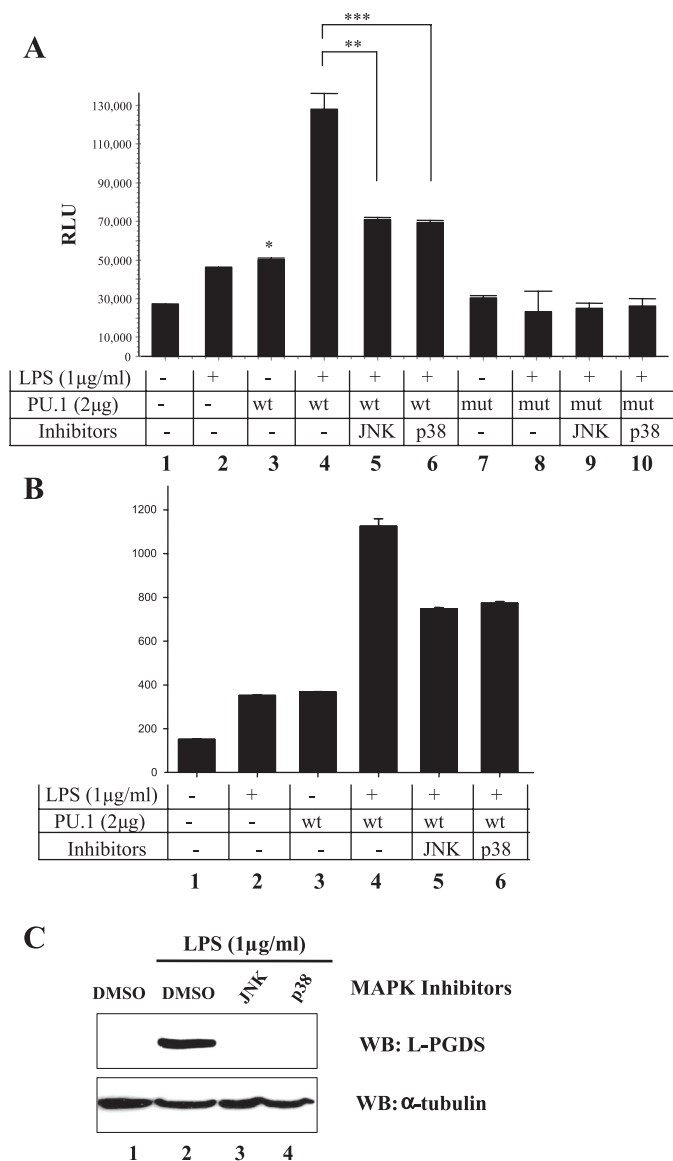 A
***
**
*
RLU
130,000
110,000
90,000
70,000
50,000
30,000
10,000
0
LPS (1µg/ml) - + - + + + - + + +
PU.1 (2µg) - - wt wt wt wt mut mut mut mut
Inhibitors - - - - JNK p38 - - JNK p38
1 2 3 4 5 6 7 8 9 10
B
1200
1000
800
600
400
200
0
LPS (1µg/ml) - + - + + +
PU.1 (2µg) - - wt wt wt wt
Inhibitors - - - - JNK p38
1 2 3 4 5 6
C
LPS (1µg/ml)
DMSO DMSO JNK p38 MAPK Inhibitors
WB: L-PGDS
WB: α-tubulin
1 2 3 4